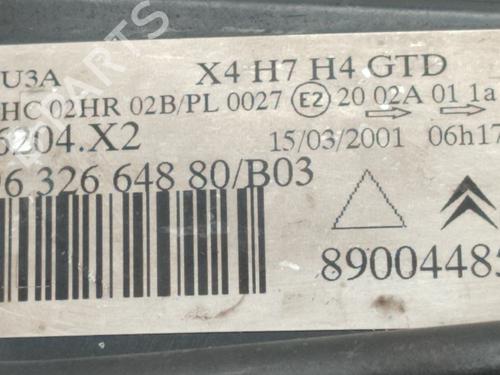 U3A X4 H7 H4 GTD
HC 02HR 02B/PL 0027 E2 20 02A 01 1a
6204.X2 15/03/2001 06h17
96 326 648 80/B03
8900448